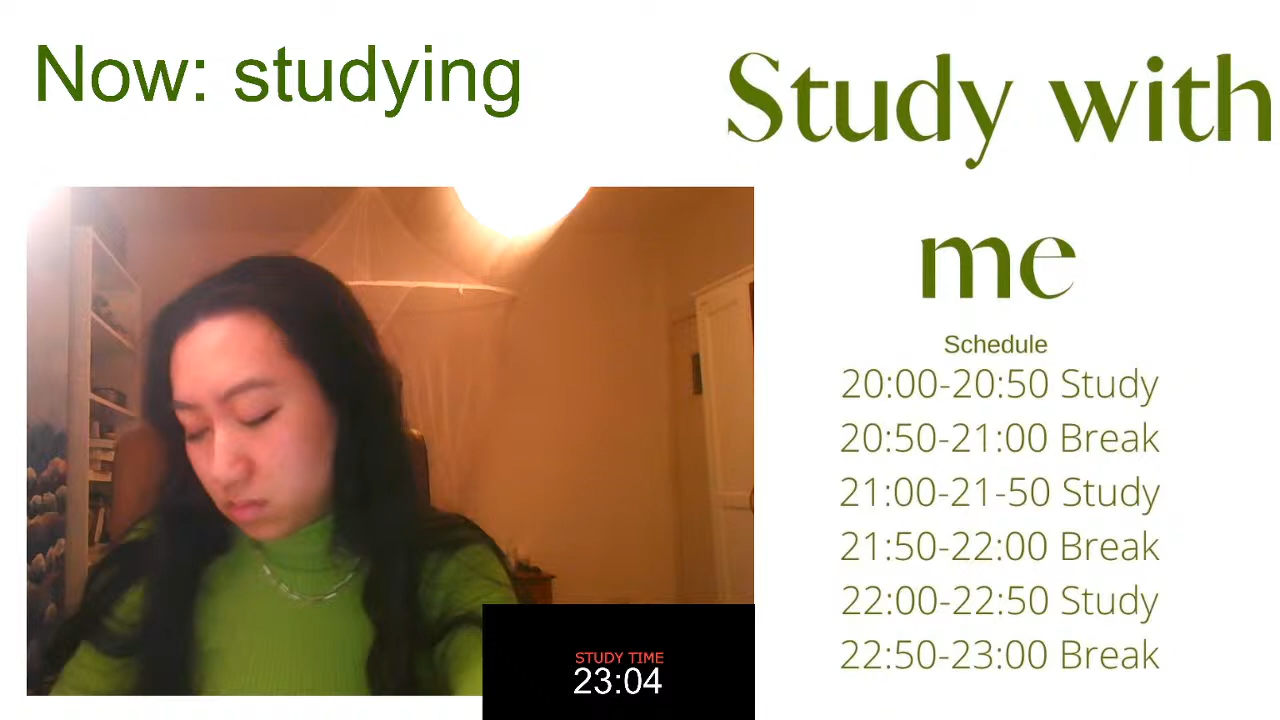 Now: studying
Study with
me
Schedule
20:00-20:50 Study
20:50-21:00 Break
21:00-21-50 Study
21:50-22:00 Break
22:00-22:50 Study
22:50-23:00 Break
STUDY TIME
23:04